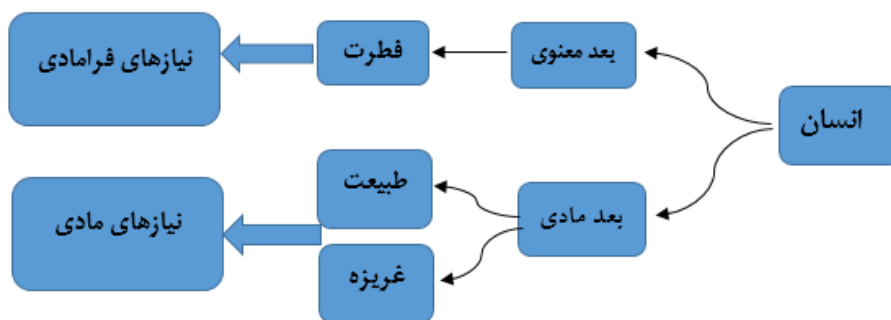 انسان
بعد معنوی
فطرت
نیازهای فرامادی
بعد مادی
طبیعت
غریزه
نیازهای مادی